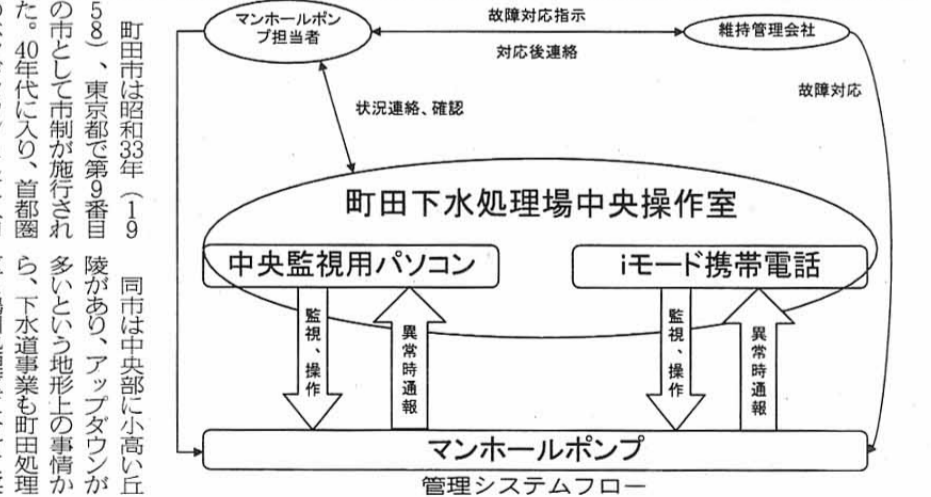 マンホールポン
プ担当者
故障対応指示
対応後連絡
維持管理会社
故障対応
状況連絡、確認
町田下水処理場中央操作室
中央監視用パソコン
iモード携帯電話
監視、操作
異常時通報
監視、操作
異常時通報
マンホールポンプ
管理システムフロー
町田市は昭和33年（19
58）、東京都で第9番目
の市として市制が施行され
た。40年代に入り、首都圏
同市は中央部に小高い丘
陵があり、アップダウンが
多いという地形上の事情か
ら、下水道事業も町田処理